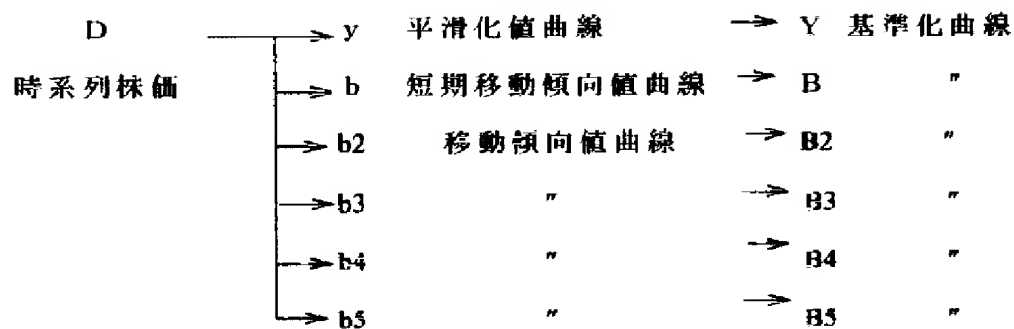 D → y 平滑化値曲線 → Y 基準化曲線
時系列株価 → b 短期移動傾向値曲線 → B 〃
→ b2 移動傾向値曲線 → B2 〃
→ b3 〃 → B3 〃
→ b4 〃 → B4 〃
→ b5 〃 → B5 〃